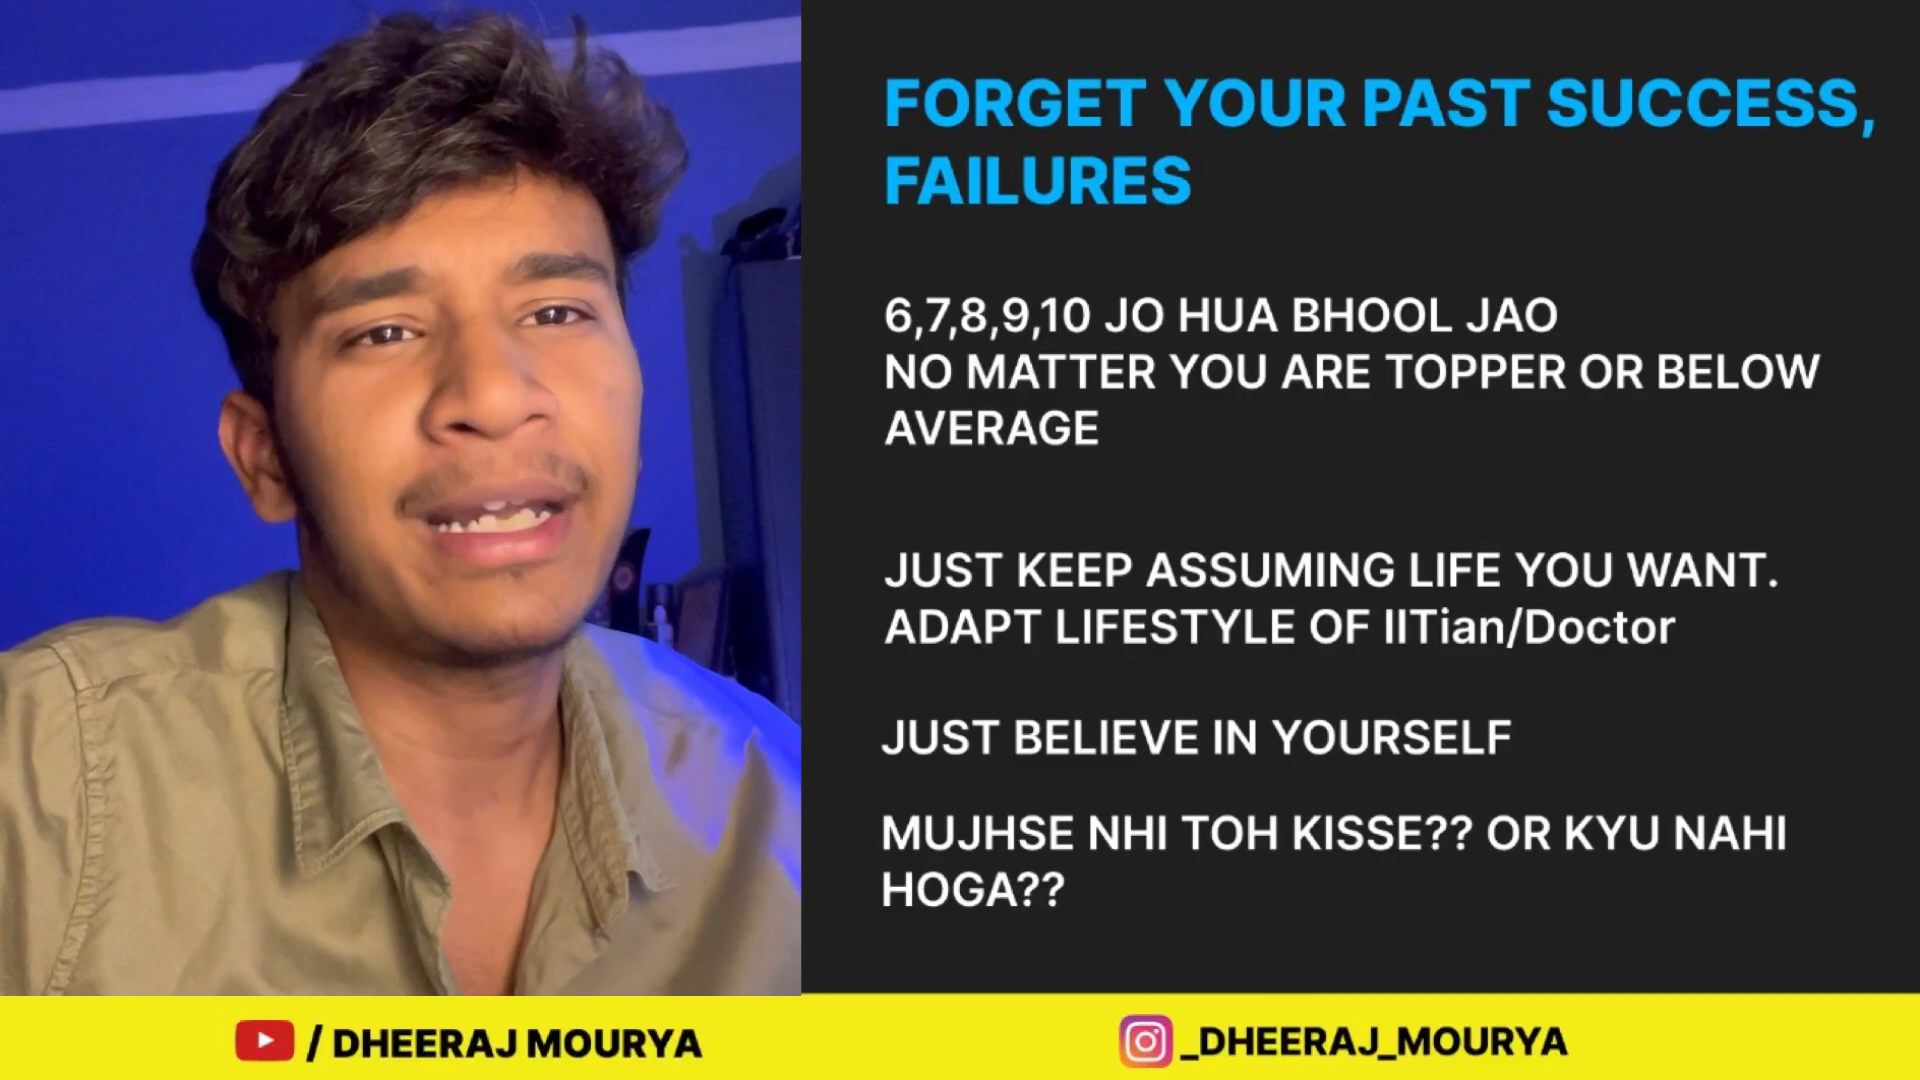 FORGET YOUR PAST SUCCESS,
FAILURES
6,7,8,9,10 JO HUA BHOOL JAO
NO MATTER YOU ARE TOPPER OR BELOW
AVERAGE
JUST KEEP ASSUMING LIFE YOU WANT.
ADAPT LIFESTYLE OF IITian/Doctor
JUST BELIEVE IN YOURSELF
MUJHSE NHI TOH KISSE?? OR KYU NAHI
HOGA??
/ DHEERAJ MOURYA
_DHEERAJ_MOURYA